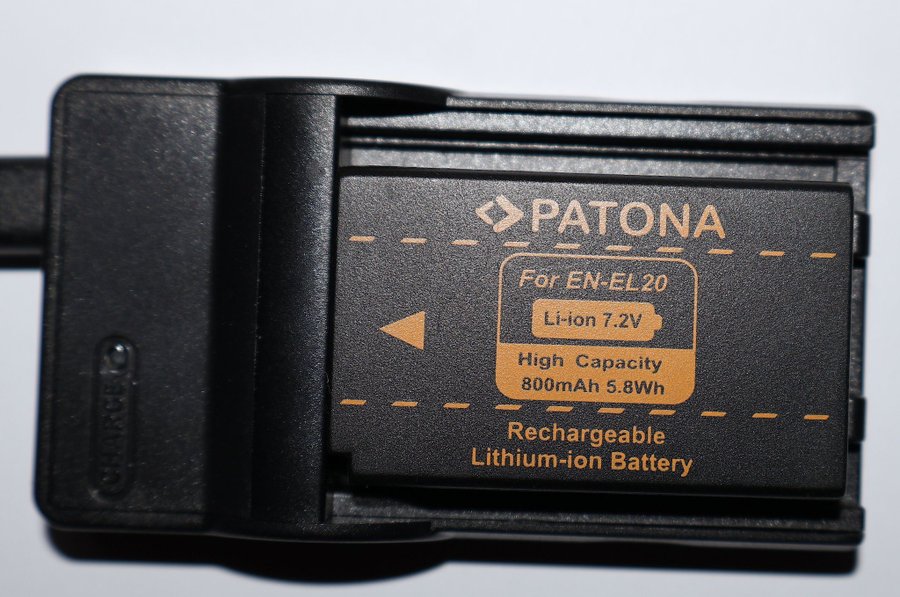 PATONA
For EN-EL20
Li-ion 7.2V
High Capacity
800mAh 5.8Wh
Rechargeable
Lithium-ion Battery
CHARGE